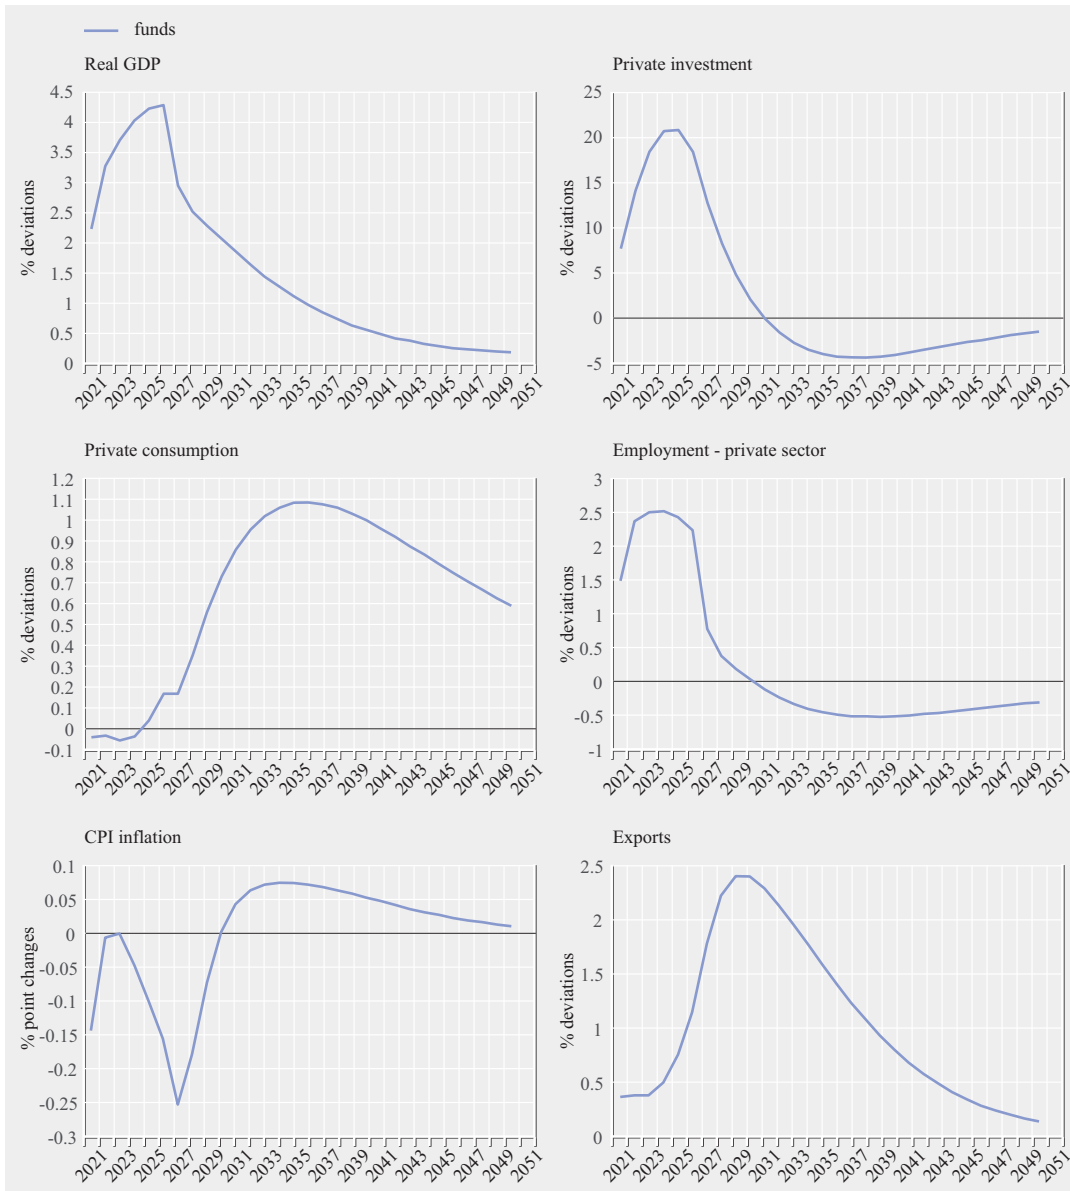 funds
Real GDP
% deviations
4.5
4
3.5
3
2.5
2
1.5
1
0.5
0
2021 2023 2025 2027 2029 2031 2033 2035 2037 2039 2041 2043 2045 2047 2049 2051
Private investment
% deviations
25
20
15
10
5
0
-5
2021 2023 2025 2027 2029 2031 2033 2035 2037 2039 2041 2043 2045 2047 2049 2051
Private consumption
% deviations
1.2
1.1
1
0.9
0.8
0.7
0.6
0.5
0.4
0.3
0.2
0.1
0
-0.1
2021 2023 2025 2027 2029 2031 2033 2035 2037 2039 2041 2043 2045 2047 2049 2051
Employment - private sector
% deviations
3
2.5
2
1.5
1
0.5
0
-0.5
-1
2021 2023 2025 2027 2029 2031 2033 2035 2037 2039 2041 2043 2045 2047 2049 2051
CPI inflation
% point changes
0.1
0.05
0
-0.05
-0.1
-0.15
-0.2
-0.25
-0.3
2021 2023 2025 2027 2029 2031 2033 2035 2037 2039 2041 2043 2045 2047 2049 2051
Exports
% deviations
2.5
2
1.5
1
0.5
0
2021 2023 2025 2027 2029 2031 2033 2035 2037 2039 2041 2043 2045 2047 2049 2051